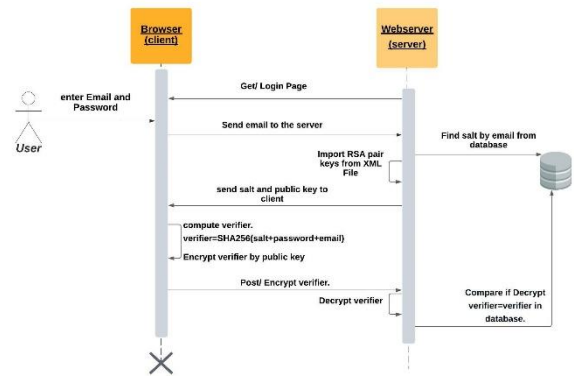 Browser
(client)
Webserver
(server)
Get/ Login Page
enter Email and
Password
User
Send email to the server
Find salt by email from
database
Import RSA pair
keys from XML
File
send salt and public key to
client
compute verifier.
verifier=SHA256(salt+password+email)
Encrypt verifier by public key
Post/ Encrypt verifier.
Decrypt verifier
Compare if Decrypt
verifier=verifier in
database.